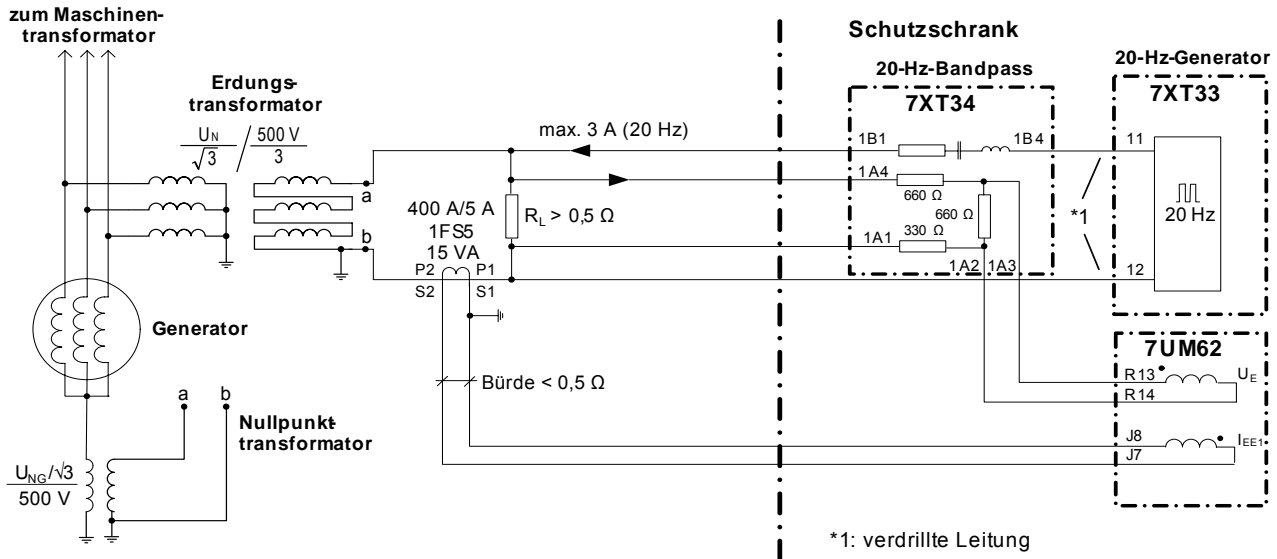 zum Maschinen-
transformator
Erdungs-
transformator
U_N
√3
/
500 V
3
a
b
400 A/5 A
1FS5
15 VA
P2 P1
S2 S1
R_L > 0,5 Ω
max. 3 A (20 Hz)
Generator
Bürde < 0,5 Ω
a b
Nullpunkt-
transformator
U_NG/√3
500 V
Schutzschrank
20-Hz-Bandpass
7XT34
1B1
1B4
1A4
660 Ω
660 Ω
330 Ω
1A1
1A2 1A3
20-Hz-Generator
7XT33
11
*1
20 Hz
12
7UM62
R13
R14
U_E
J8
J7
I_EE1
*1: verdrillte Leitung